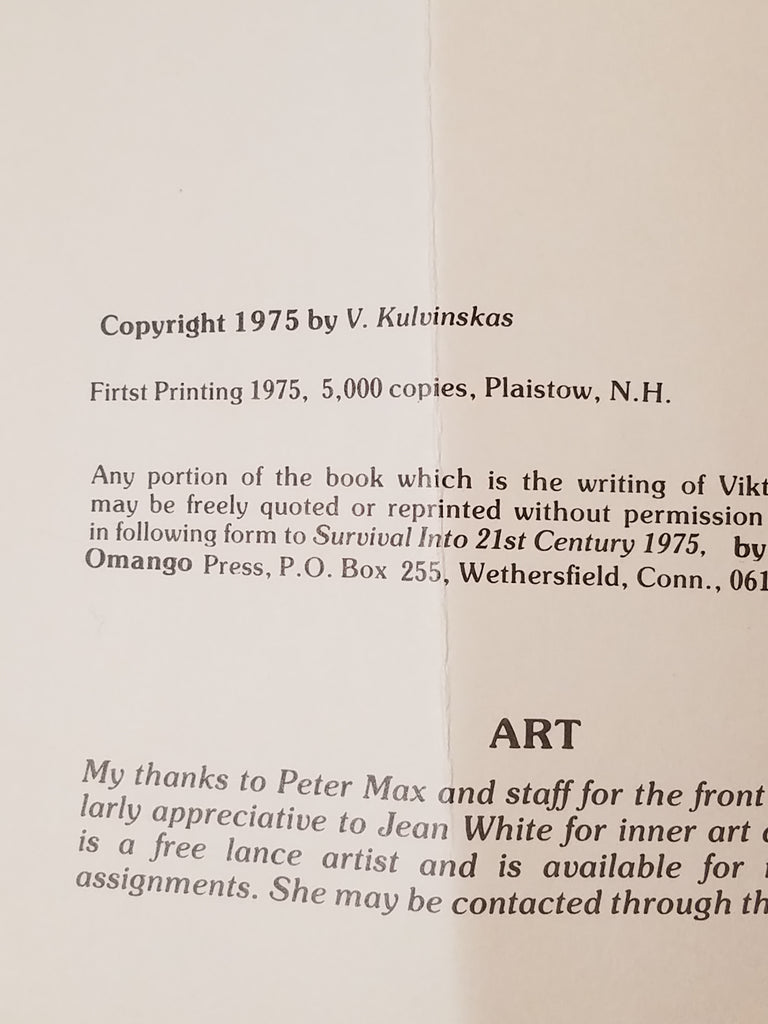 Copyright 1975 by V. Kulvinskas
Firtst Printing 1975, 5,000 copies, Plaistow, N.H.
Any portion of the book which is the writing of Vikt
may be freely quoted or reprinted without permission
in following form to Survival Into 21st Century 1975, by
Omango Press, P.O. Box 255, Wethersfield, Conn., 061
ART
My thanks to Peter Max and staff for the front
larly appreciative to Jean White for inner art
is a free lance artist and is available for
assignments. She may be contacted through th